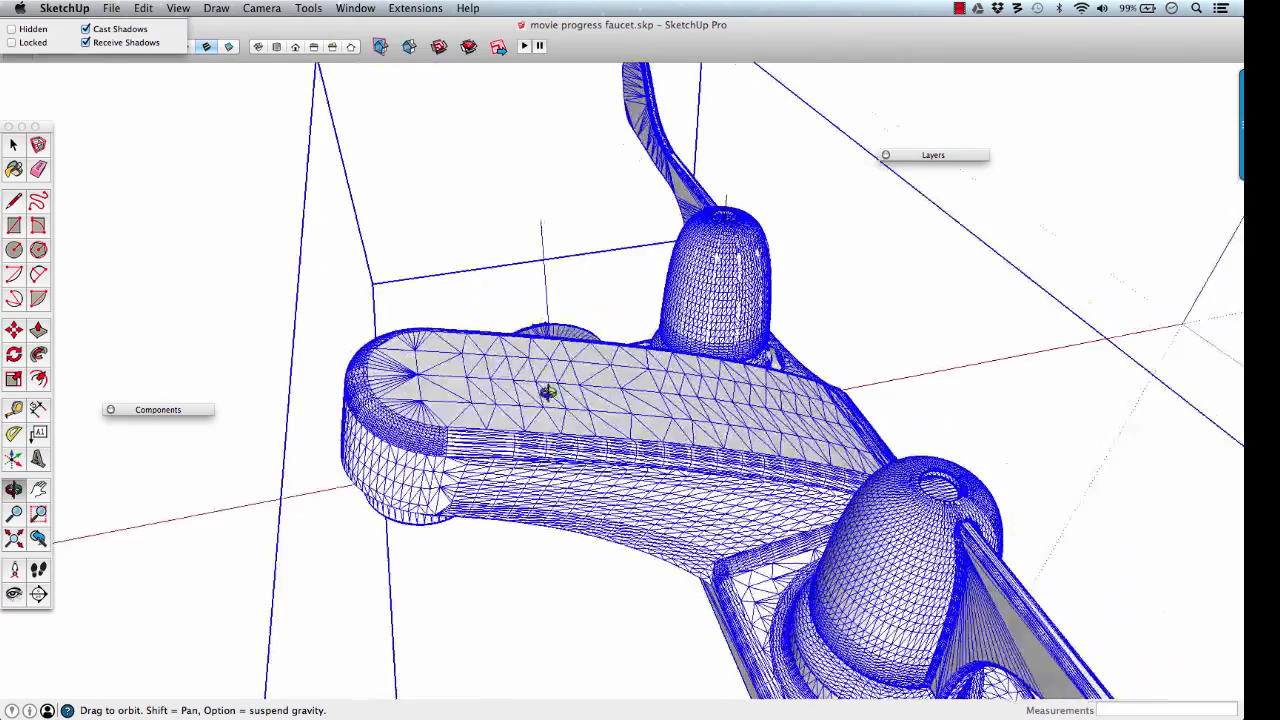 SketchUp File Edit View Camera Draw Tools Window Extensions Help 99%
movie progress faucet.skp – SketchUp Pro
Hidden Cast Shadows
Locked Receive Shadows
Layers
Components
A1
Drag to orbit. Shift = Pan, Option = suspend gravity. Measurements